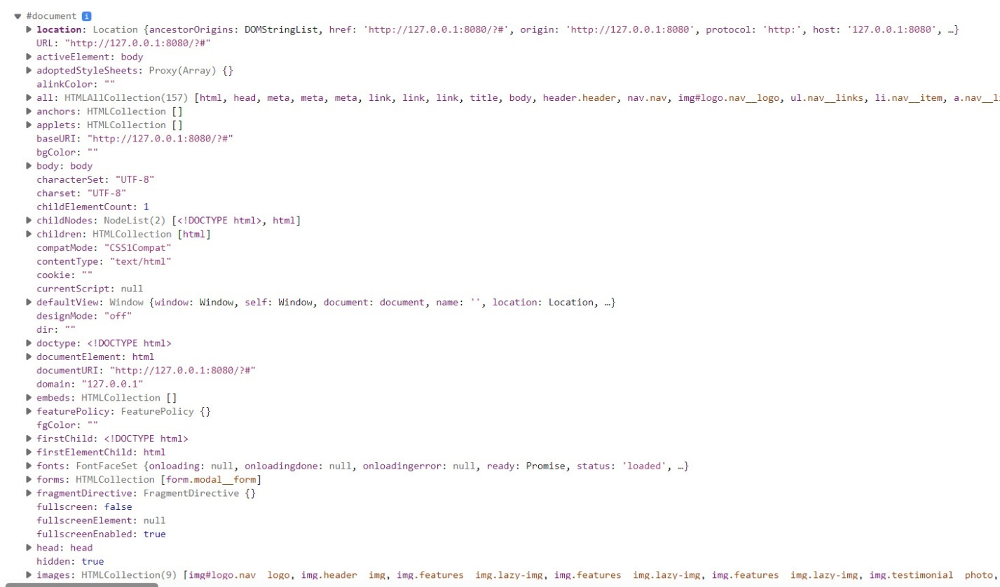 #document i
location: Location {ancestorOrigins: DOMStringList, href: 'http://127.0.0.1:8080/?#', origin: 'http://127.0.0.1:8080', protocol: 'http:', host: '127.0.0.1:8080', …}
URL: "http://127.0.0.1:8080/?#"
activeElement: body
adoptedStyleSheets: Proxy(Array) {}
alinkColor: ""
all: HTMLAllCollection(157) [html, head, meta, meta, meta, link, link, link, title, body, header.header, nav.nav, img#logo.nav__logo, ul.nav__links, li.nav__item, a.nav__l
anchors: HTMLCollection []
applets: HTMLCollection []
baseURI: "http://127.0.0.1:8080/?#"
bgColor: ""
body: body
characterSet: "UTF-8"
charset: "UTF-8"
childElementCount: 1
childNodes: NodeList(2) [<!DOCTYPE html>, html]
children: HTMLCollection [html]
compatMode: "CSS1Compat"
contentType: "text/html"
cookie: ""
currentScript: null
defaultView: Window {window: Window, self: Window, document: document, name: '', location: Location, …}
designMode: "off"
dir: ""
doctype: <!DOCTYPE html>
documentElement: html
documentURI: "http://127.0.0.1:8080/?#"
domain: "127.0.0.1"
embeds: HTMLCollection []
featurePolicy: FeaturePolicy {}
fgColor: ""
firstChild: <!DOCTYPE html>
firstElementChild: html
fonts: FontFaceSet {onloading: null, onloadingdone: null, onloadingerror: null, ready: Promise, status: 'loaded', …}
forms: HTMLCollection [form.modal__form]
fragmentDirective: FragmentDirective {}
fullscreen: false
fullscreenElement: null
fullscreenEnabled: true
head: head
hidden: true
images: HTMLCollection(9) [img#logo.nav__logo, img.header__img, img.features__img.lazy-img, img.features__img.lazy-img, img.features__img.lazy-img, img.testimonial__photo,